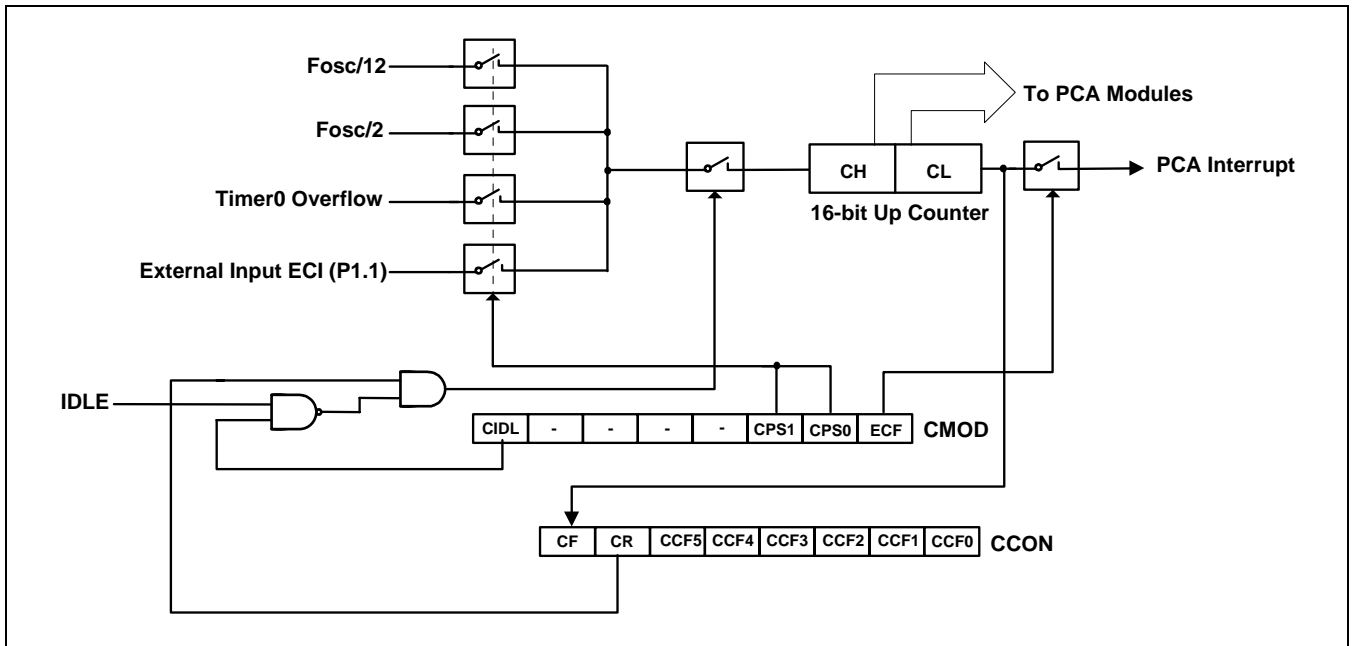 Fosc/12
Fosc/2
Timer0 Overflow
External Input ECI (P1.1)
To PCA Modules
CH CL
PCA Interrupt
16-bit Up Counter
IDLE
CIDL - - - - CPS1 CPS0 ECF CMOD
CF CR CCF5 CCF4 CCF3 CCF2 CCF1 CCF0 CCON